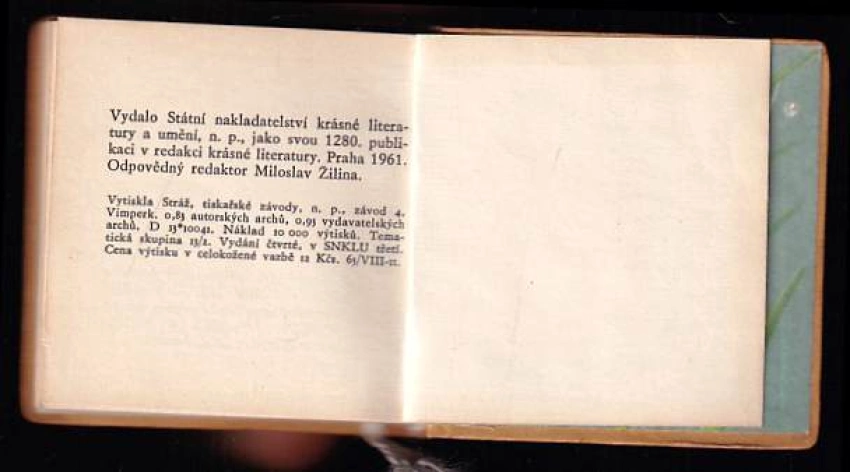 Vydalo Státní nakladatelství krásné litera-
tury a umění, n. p., jako svou 1280. publi-
kaci v redakci krásné literatury. Praha 1961.
Odpovědný redaktor Miloslav Žilina.
Vytiskla Stráž, tiskařské závody, n. p., závod 4,
Vimperk. 0,83 autorských archů, 0,93 vydavatelských
archů, D 13*10041. Náklad 10 000 výtisků. Tema-
tická skupina 13/2. Vydání čtvrté, v SNKLU třetí.
Cena výtisku v celokožené vazbě 12 Kčs. 63/VIII-11.